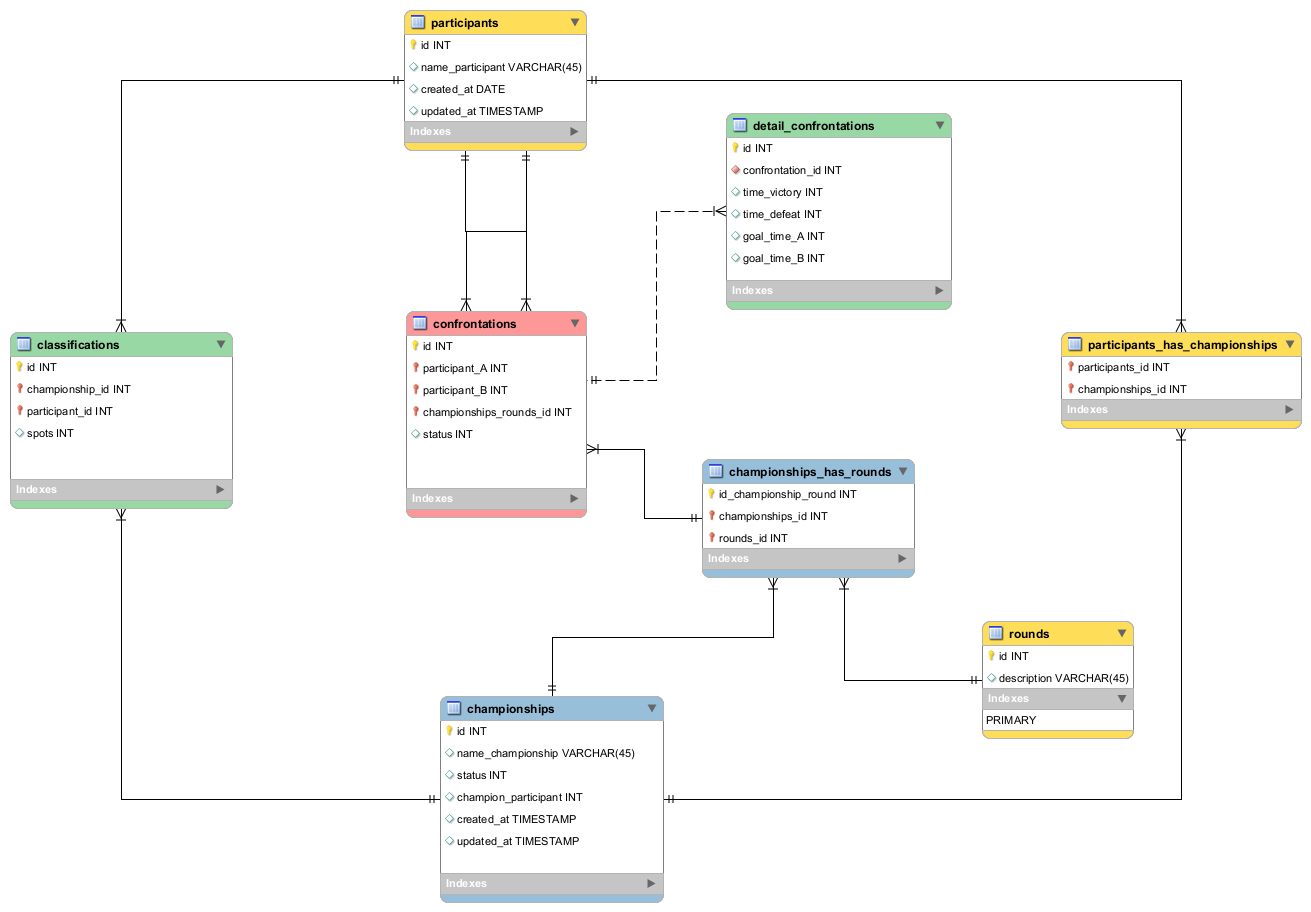 participants
id INT
name_participant VARCHAR(45)
created_at DATE
updated_at TIMESTAMP
Indexes
detail_confrontations
id INT
confrontation_id INT
time_victory INT
time_defeat INT
goal_time_A INT
goal_time_B INT
Indexes
classifications
id INT
championship_id INT
participant_id INT
spots INT
Indexes
confrontations
id INT
participant_A INT
participant_B INT
championships_rounds_id INT
status INT
Indexes
participants_has_championships
participants_id INT
championships_id INT
Indexes
championships_has_rounds
id_championship_round INT
championships_id INT
rounds_id INT
Indexes
rounds
id INT
description VARCHAR(45)
Indexes
PRIMARY
championships
id INT
name_championship VARCHAR(45)
status INT
champion_participant INT
created_at TIMESTAMP
updated_at TIMESTAMP
Indexes